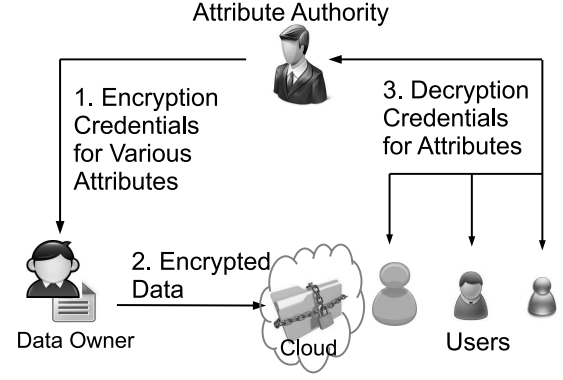 Attribute Authority
1. Encryption
Credentials
for Various
Attributes
3. Decryption
Credentials
for Attributes
2. Encrypted
Data
Data Owner
Cloud
Users